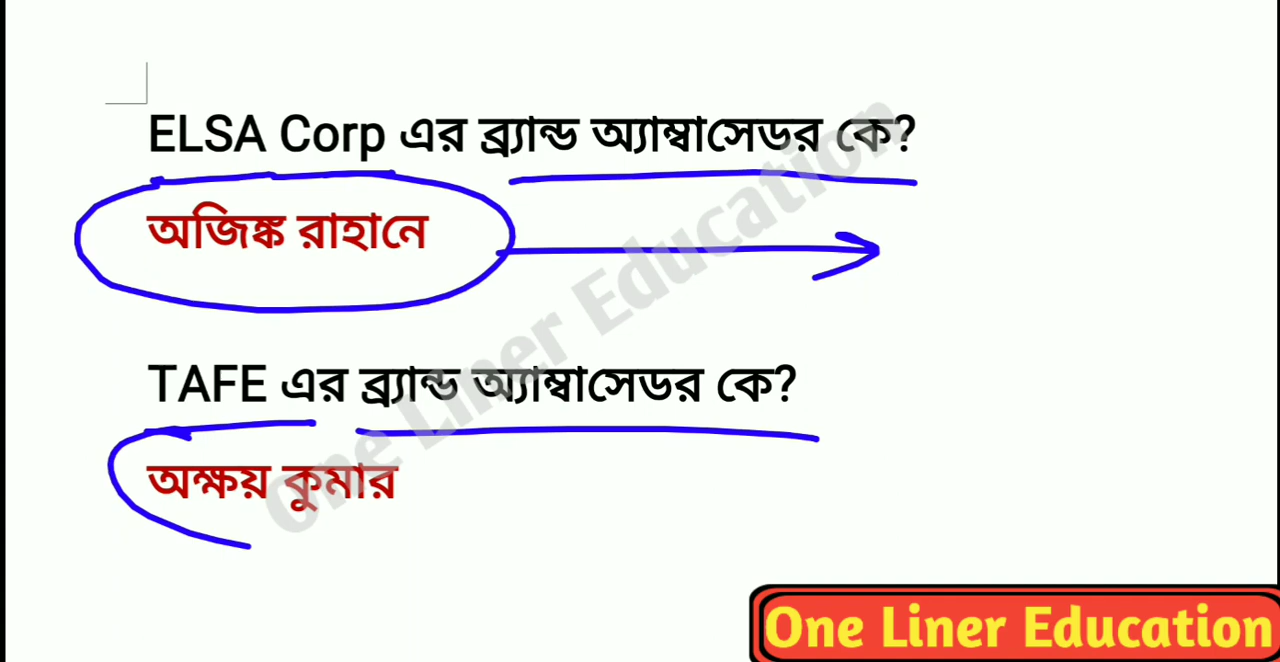 ELSA Corp এর ব্র্যান্ড অ্যাম্বাসেডর কে?
অজিঙ্ক রাহানে
TAFE এর ব্র্যান্ড অ্যাম্বাসেডর কে?
অক্ষয় কুমার
One Liner Education
One Liner Education